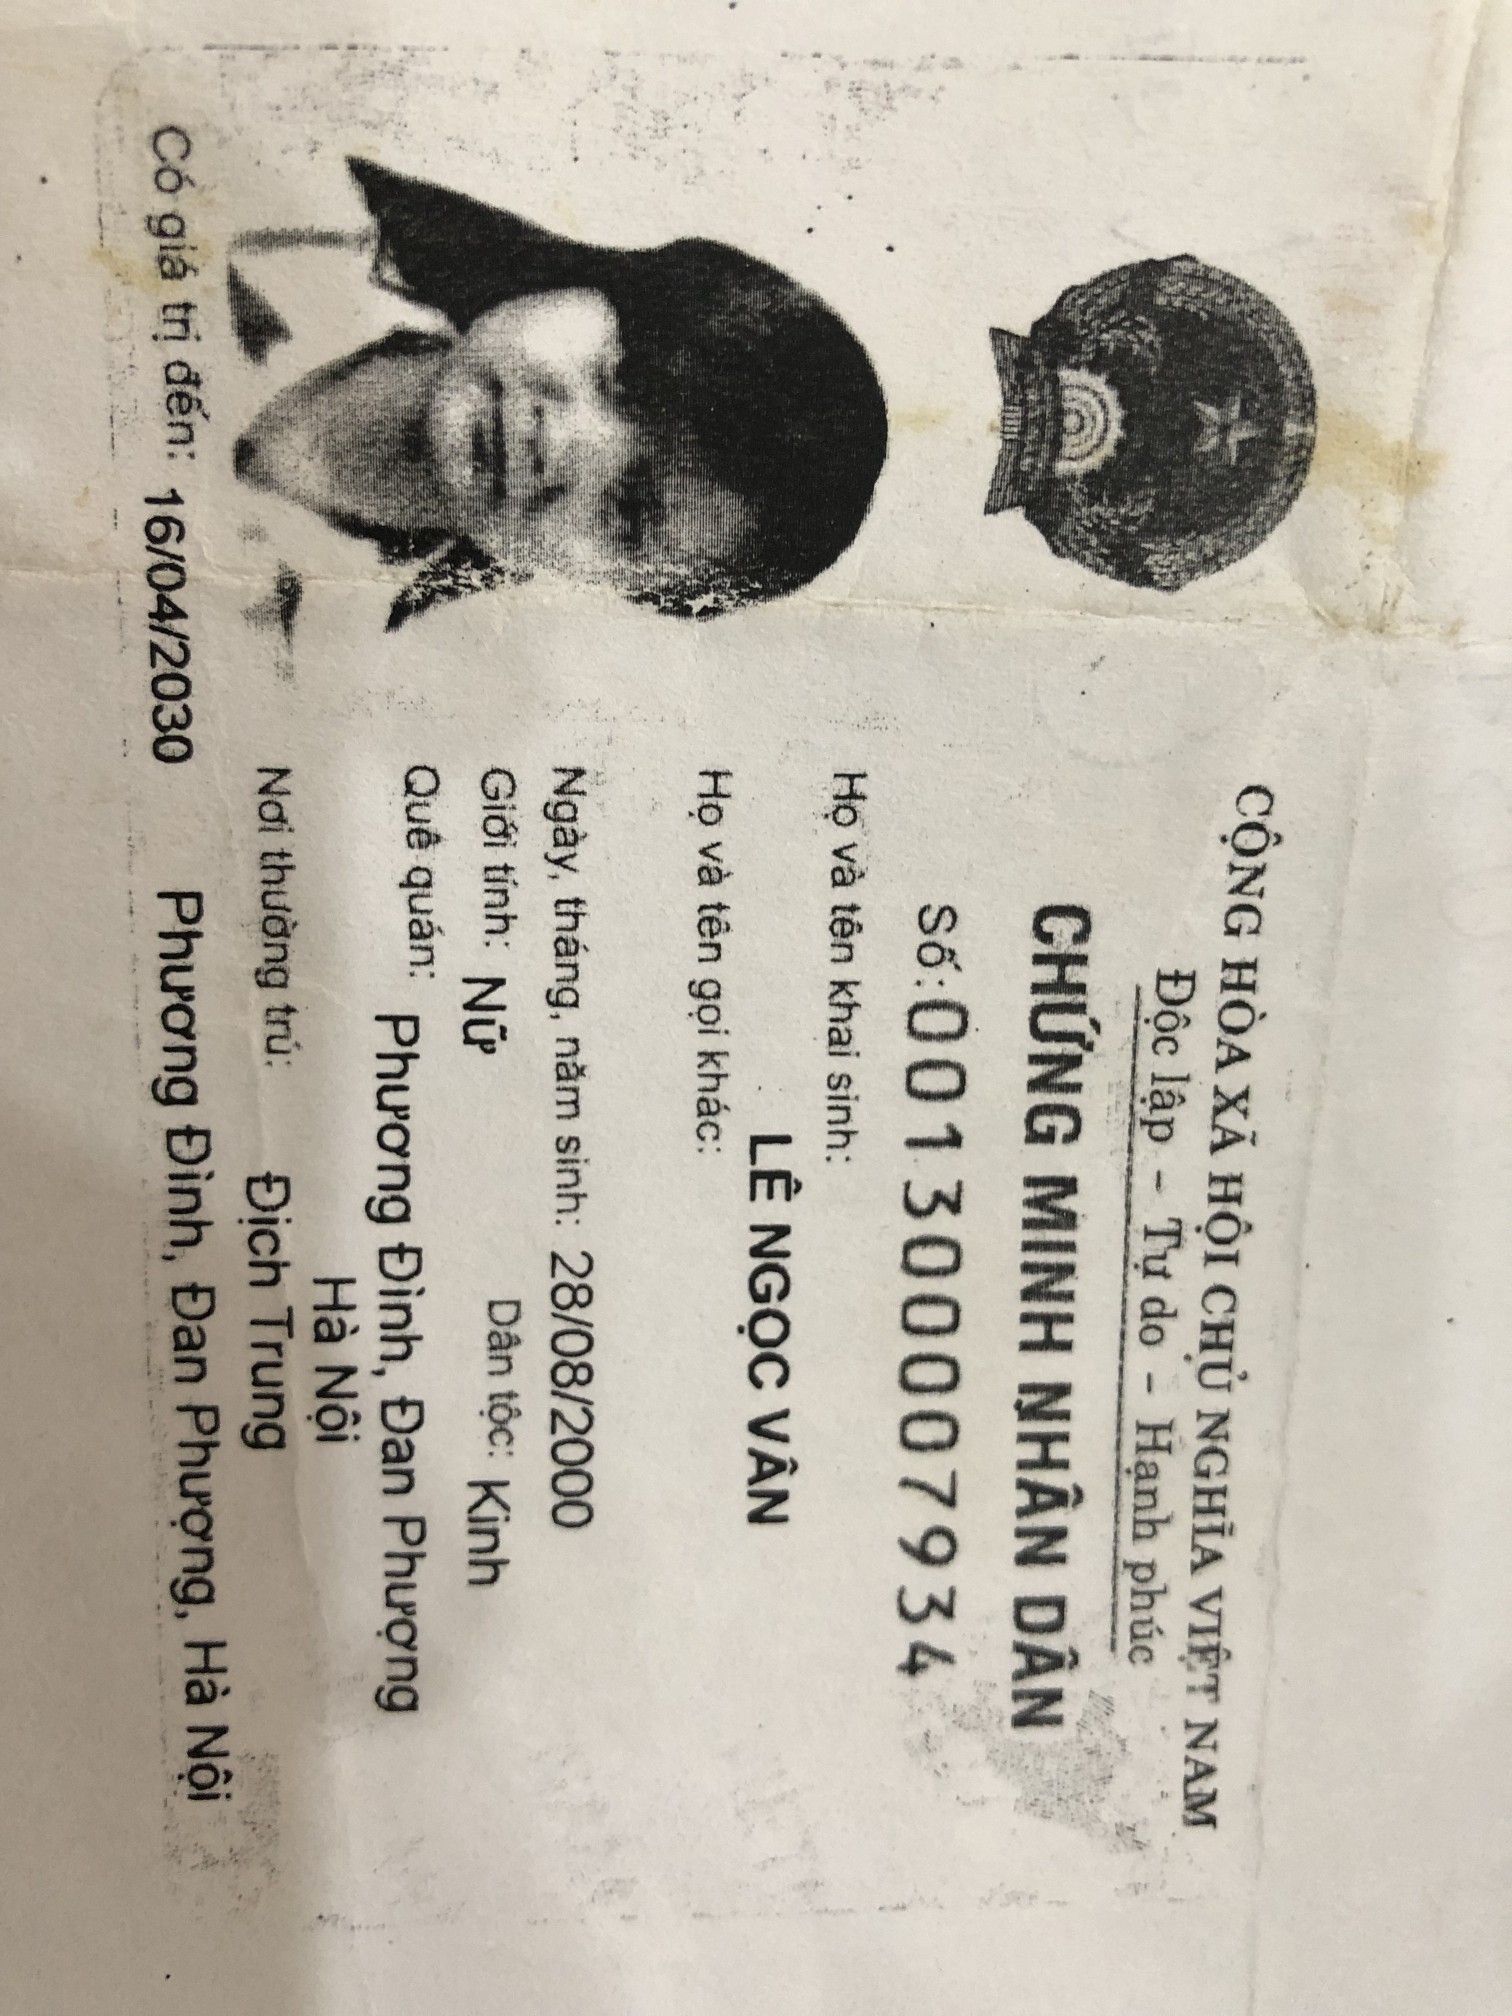 CỘNG HÒA XÃ HỘI CHỦ NGHĨA VIỆT NAM
Độc lập - Tự do - Hạnh phúc
CHỨNG MINH NHÂN DÂN
Số: 001300007934
Họ và tên khai sinh:
LÊ NGỌC VÂN
Họ và tên gọi khác:
Ngày, tháng, năm sinh: 28/08/2000
Giới tính: Nữ Dân tộc: Kinh
Quê quán: Phương Đình, Đan Phượng
Hà Nội
Nơi thường trú: Địch Trung
Phương Đình, Đan Phượng, Hà Nội
Có giá trị đến: 16/04/2030